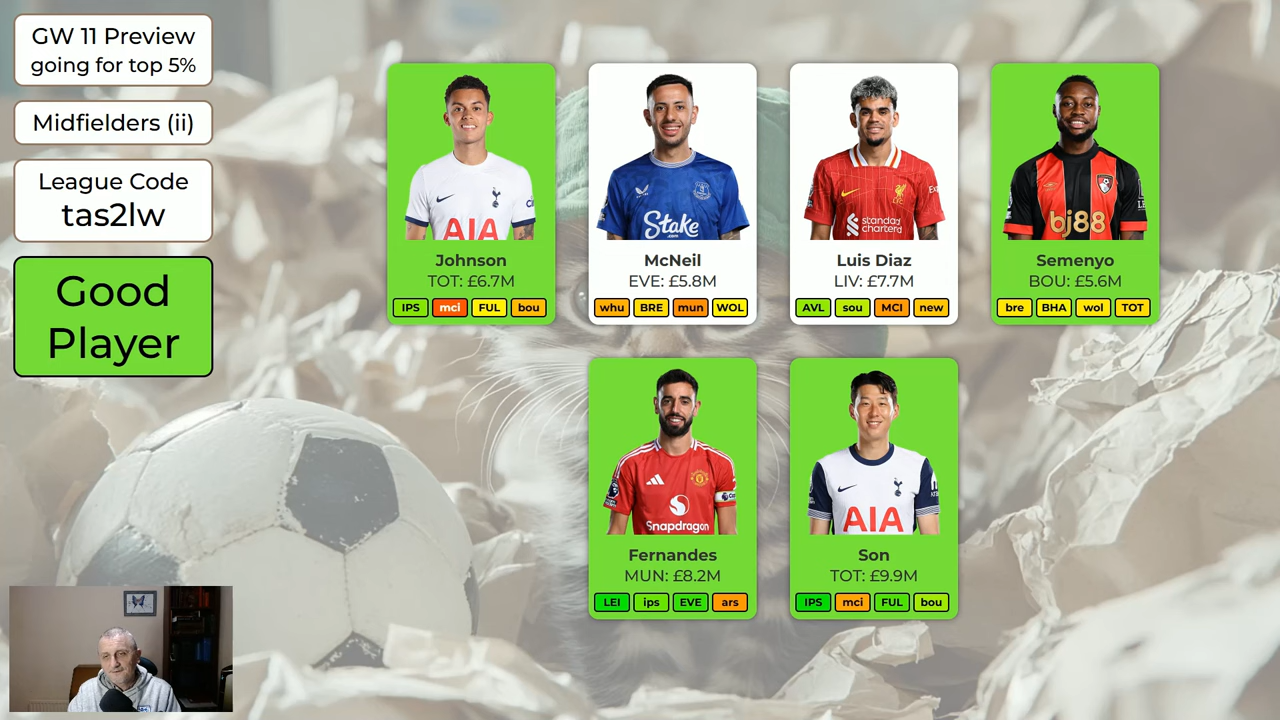 GW 11 Preview
going for top 5%
Midfielders (ii)
League Code
tas2lw
Good
Player
AIA
Johnson
TOT: £6.7M
IPS mci FUL bou
Stake
McNeil
EVE: £5.8M
whu BRE mun WOL
standard
chartered
Luis Diaz
LIV: £7.7M
AVL sou MCI new
bj88
Semenyo
BOU: £5.6M
bre BHA wol TOT
Snapdragon
Fernandes
MUN: £8.2M
LEI ips EVE ars
AIA
Son
TOT: £9.9M
IPS mci FUL bou